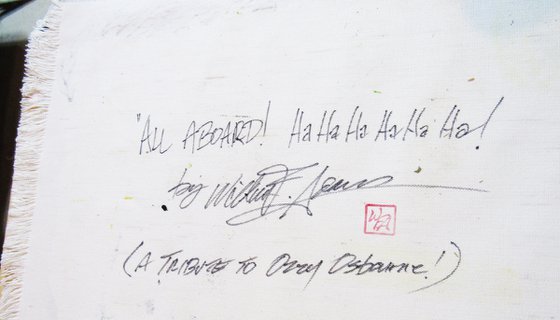 "ALL ABOARD! Ha Ha Ha Ha Ha Ha!
by
(A TRIBUTE TO OZZY OSBOURNE!)